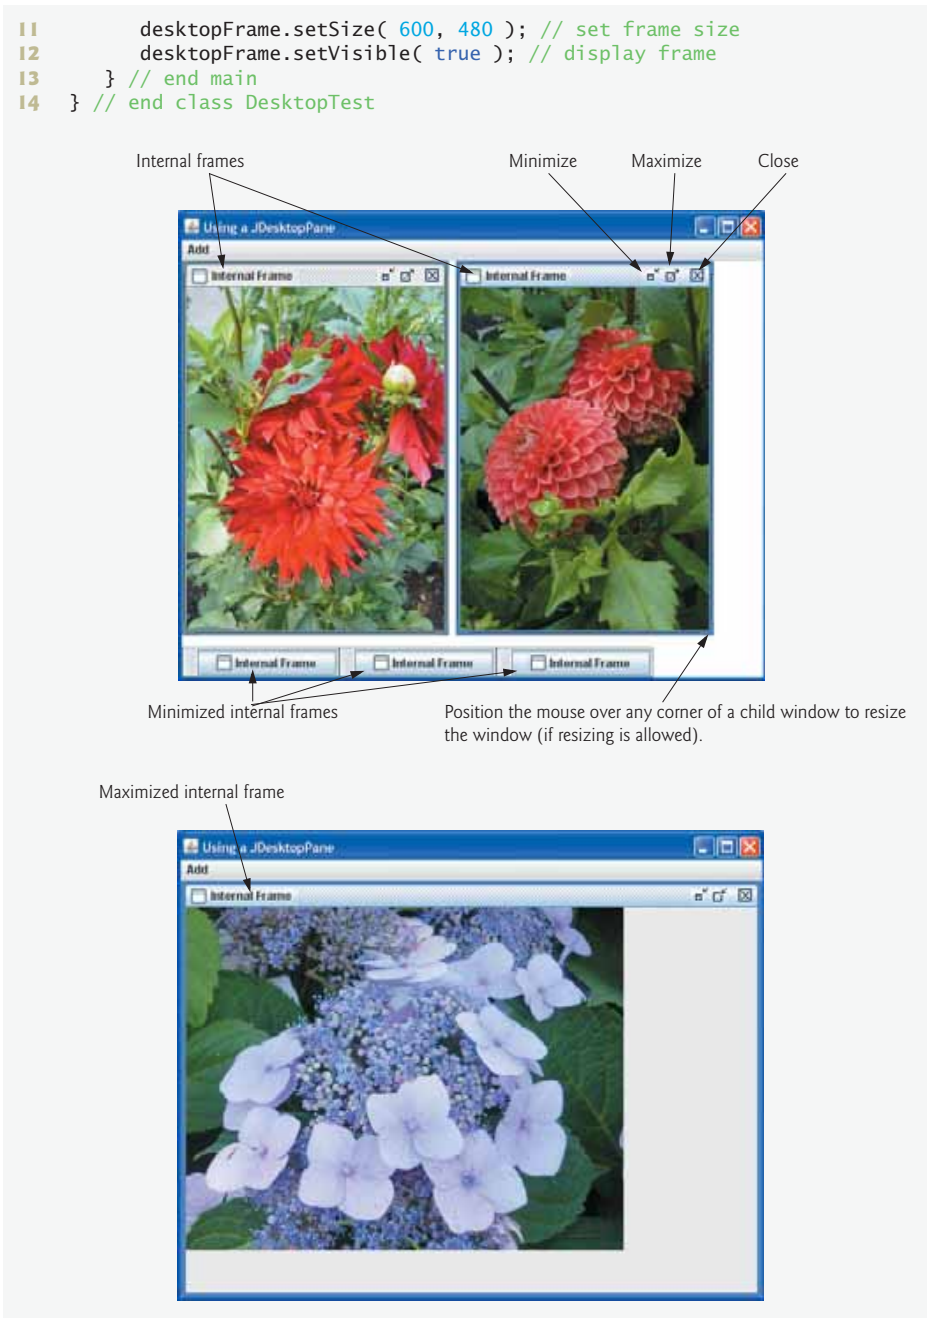 11 desktopFrame.setSize( 600, 480 ); // set frame size
12 desktopFrame.setVisible( true ); // display frame
13 } // end main
14 } // end class DesktopTest
Internal frames
Minimize
Maximize
Close
Using a JDesktopPane
Add
Internal Frame
Internal Frame
Internal Frame
Internal Frame
Internal Frame
Minimized internal frames
Position the mouse over any corner of a child window to resize
the window (if resizing is allowed).
Maximized internal frame
Using a JDesktopPane
Add
Internal Frame